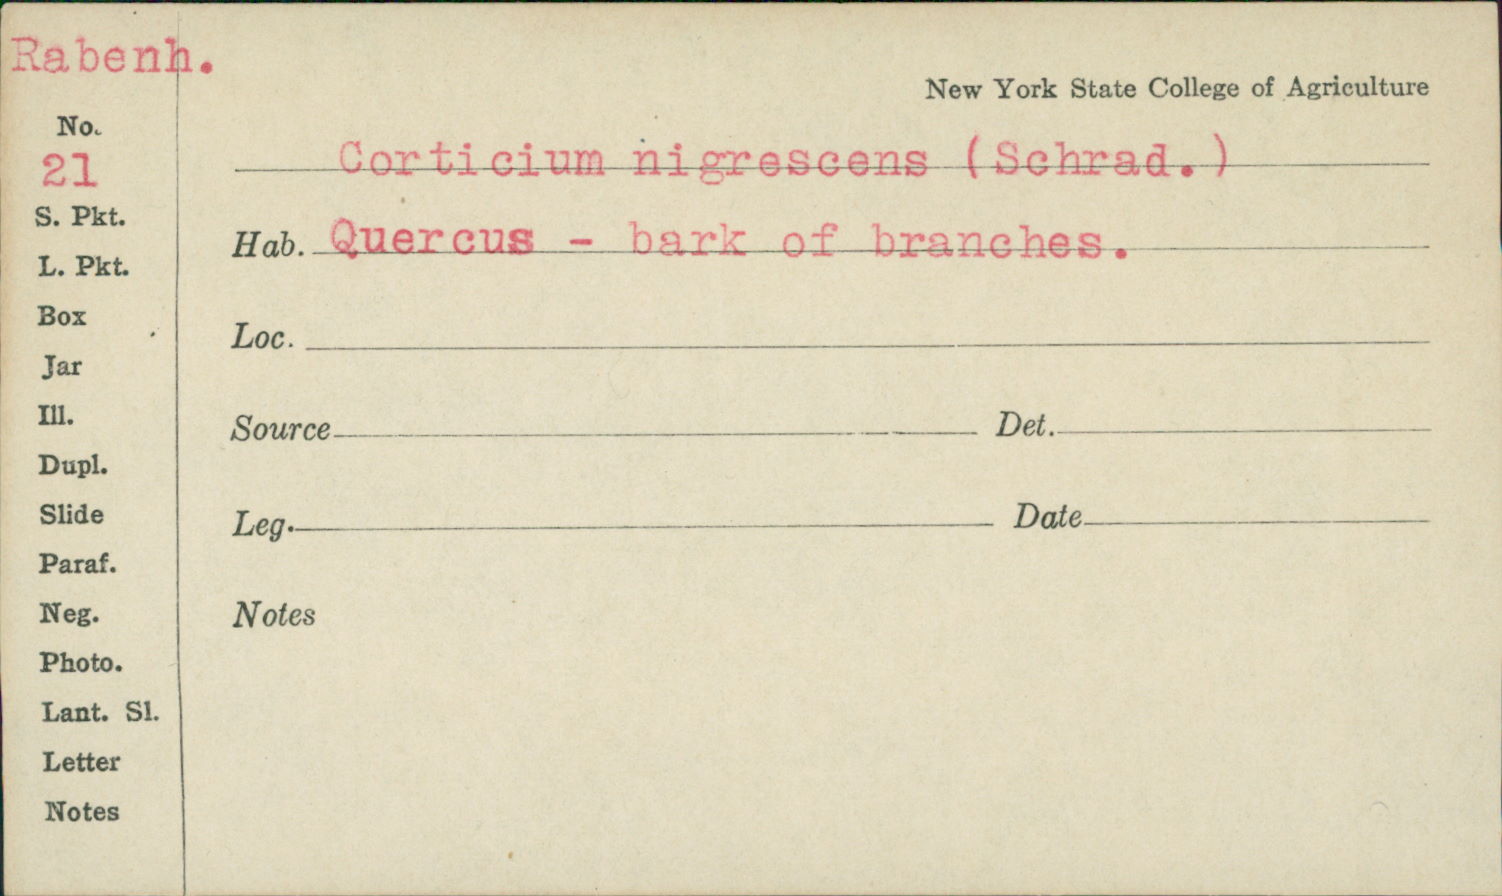 Rabenh.
New York State College of Agriculture
No.
21
Corticium nigrescens (Schrad.)
S. Pkt.
Hab. Quercus - bark of branches.
L. Pkt.
Box
Loc.
Jar
Ill.
Source Det.
Dupl.
Slide
Leg. Date
Paraf.
Neg.
Notes
Photo.
Lant. Sl.
Letter
Notes